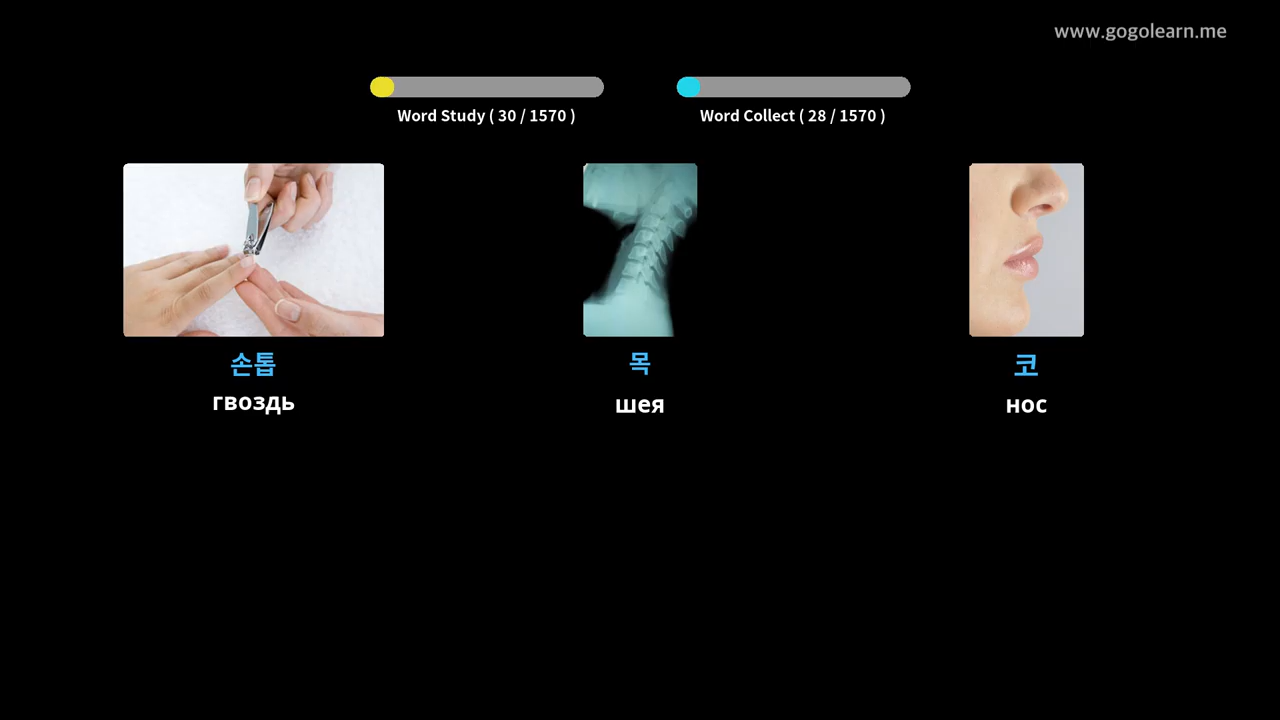 www.gogolearn.me
Word Study ( 30 / 1570 )
Word Collect ( 28 / 1570 )
손톱
목
코
гвоздь
шея
нос